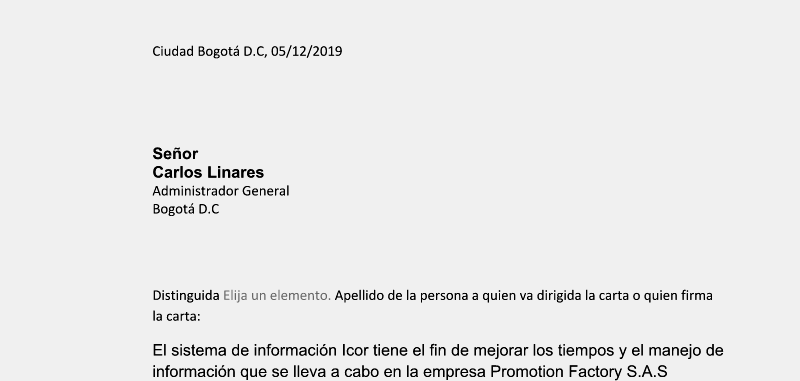 Ciudad Bogotá D.C, 05/12/2019
Señor
Carlos Linares
Administrador General
Bogotá D.C
Distinguida Elija un elemento. Apellido de la persona a quien va dirigida la carta o quien firma
la carta:
El sistema de información Icor tiene el fin de mejorar los tiempos y el manejo de
información que se lleva a cabo en la empresa Promotion Factory S.A.S